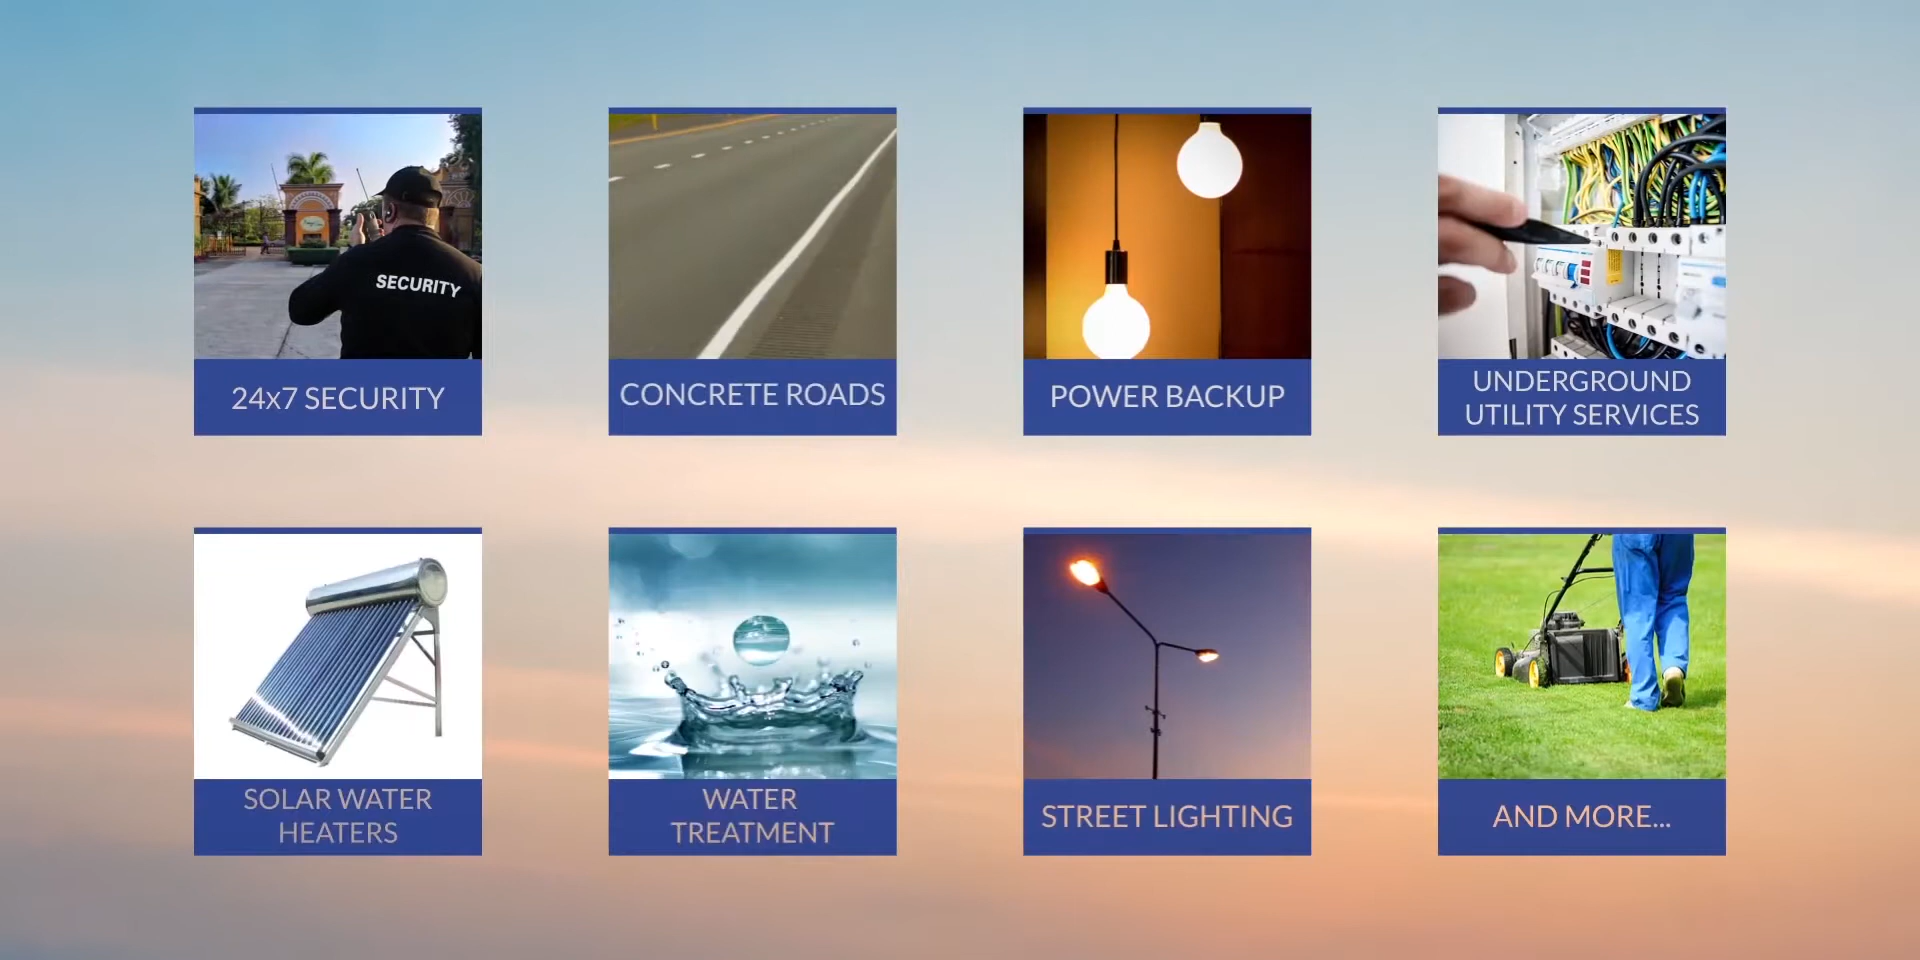 SECURITY
24x7 SECURITY
CONCRETE ROADS
POWER BACKUP
UNDERGROUND
UTILITY SERVICES
SOLAR WATER
HEATERS
WATER
TREATMENT
STREET LIGHTING
AND MORE...